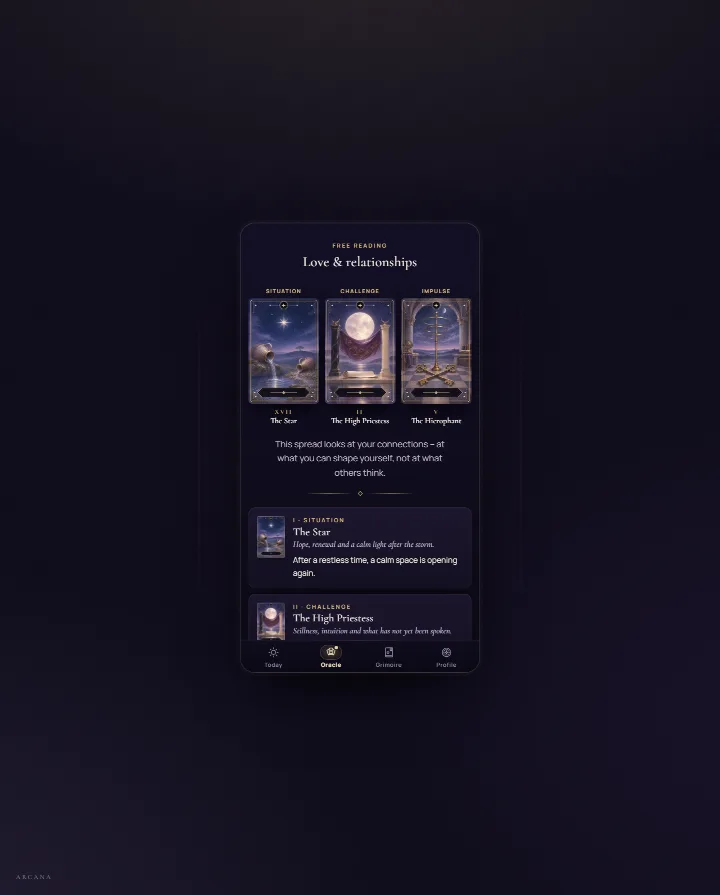 FREE READING
Love & relationships
SITUATION
CHALLENGE
IMPULSE
XVII
The Star
II
The High Priestess
V
The Hierophant
This spread looks at your connections – at
what you can shape yourself, not at what
others think.
I · SITUATION
The Star
Hope, renewal and a calm light after the storm.
After a restless time, a calm space is opening
again.
II · CHALLENGE
The High Priestess
Stillness, intuition and what has not yet been spoken.
Today
Oracle
Grimoire
Profile
ARCANA